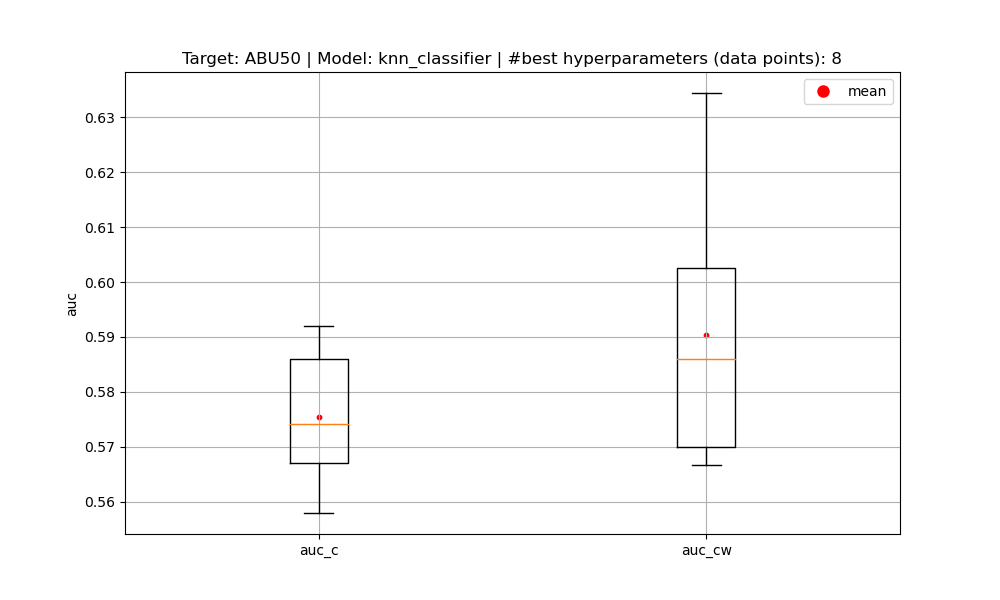 Target: ABU50 | Model: knn_classifier | #best hyperparameters (data points): 8
mean
0.63
0.62
0.61
0.60
0.59
0.58
0.57
0.56
auc
auc_c
auc_cw